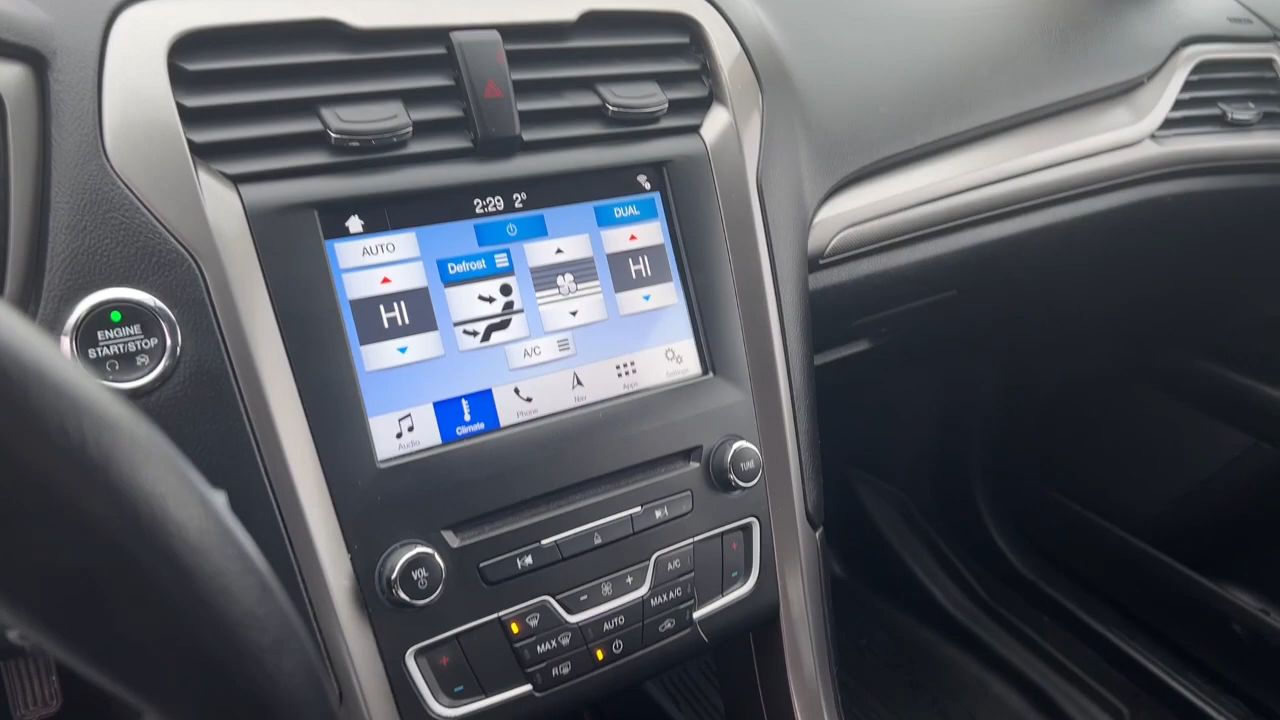 2:29 2°
AUTO
DUAL
Defrost
HI
HI
A/C
Audio
Climate
Phone
Nav
Apps
Settings
ENGINE
START/STOP
TUNE
VOL
A/C
MAX A/C
AUTO
MAX
R